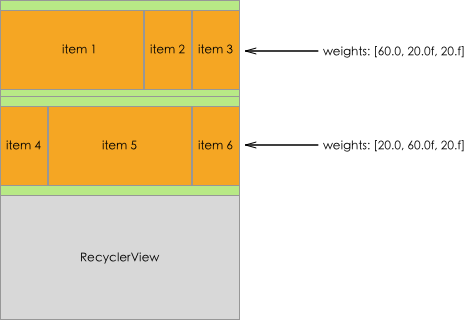 item 1 item 2 item 3 weights: [60.0, 20.0f, 20.f]
item 4 item 5 item 6 weights: [20.0, 60.0f, 20.f]
RecyclerView